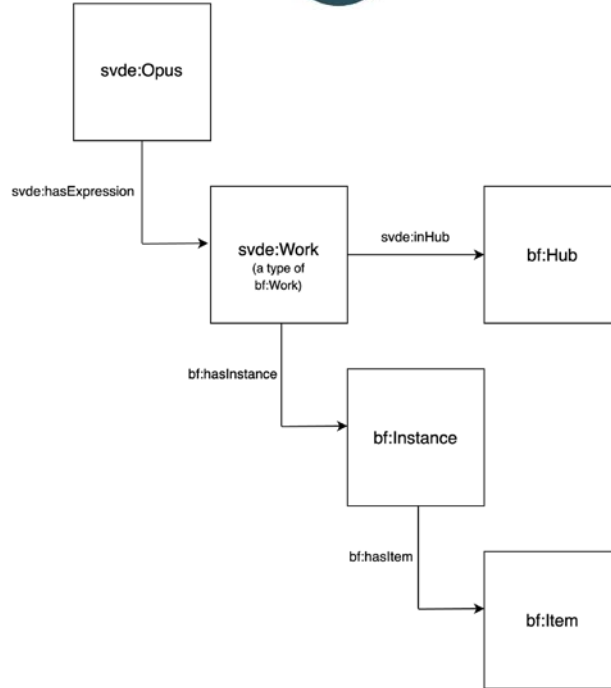 svde:Opus
svde:hasExpression
svde:Work
(a type of
bf:Work)
svde:inHub
bf:Hub
bf:hasInstance
bf:Instance
bf:hasItem
bf:Item